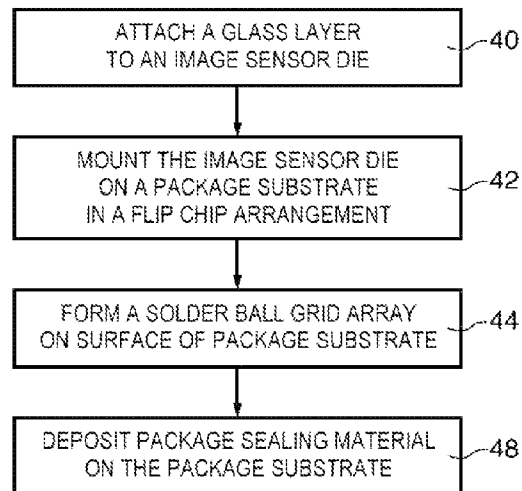 ATTACH A GLASS LAYER
TO AN IMAGE SENSOR DIE
40
MOUNT THE IMAGE SENSOR DIE
ON A PACKAGE SUBSTRATE
IN A FLIP CHIP ARRANGEMENT
42
FORM A SOLDER BALL GRID ARRAY
ON SURFACE OF PACKAGE SUBSTRATE
44
DEPOSIT PACKAGE SEALING MATERIAL
ON THE PACKAGE SUBSTRATE
48